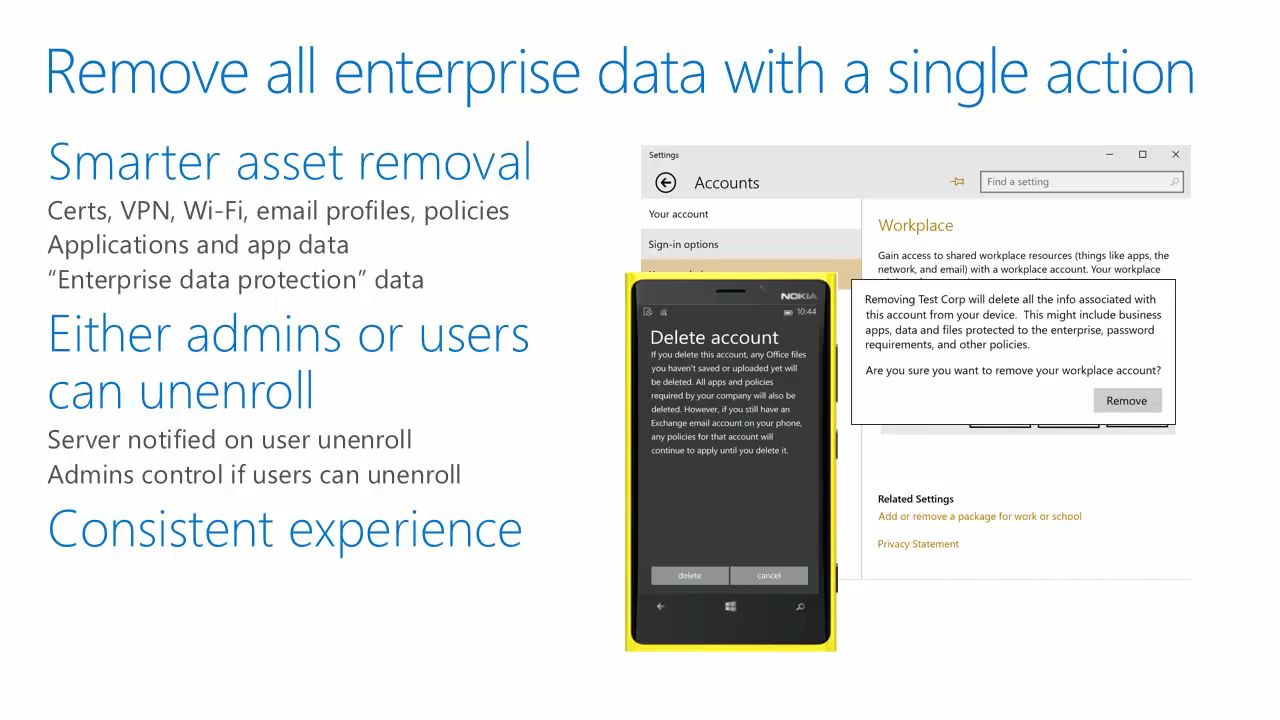 Remove all enterprise data with a single action
Smarter asset removal
Certs, VPN, Wi-Fi, email profiles, policies
Applications and app data
“Enterprise data protection” data
Either admins or users
can unenroll
Server notified on user unenroll
Admins control if users can unenroll
Consistent experience
Settings
Accounts
Find a setting
Your account
Sign-in options
Workplace
Gain access to shared workplace resources (things like apps, the
network, and email) with a workplace account. Your workplace
Removing Test Corp will delete all the info associated with
this account from your device. This might include business
apps, data and files protected to the enterprise, password
requirements, and other policies.
Are you sure you want to remove your workplace account?
Remove
Related Settings
Add or remove a package for work or school
Privacy Statement
NOKIA
10:44
Delete account
If you delete this account, any Office files
you haven't saved or uploaded yet will
be deleted. All apps and policies
required by your company will also be
deleted. However, if you still have an
Exchange email account on your phone,
any policies for that account will
continue to apply until you delete it.
delete
cancel